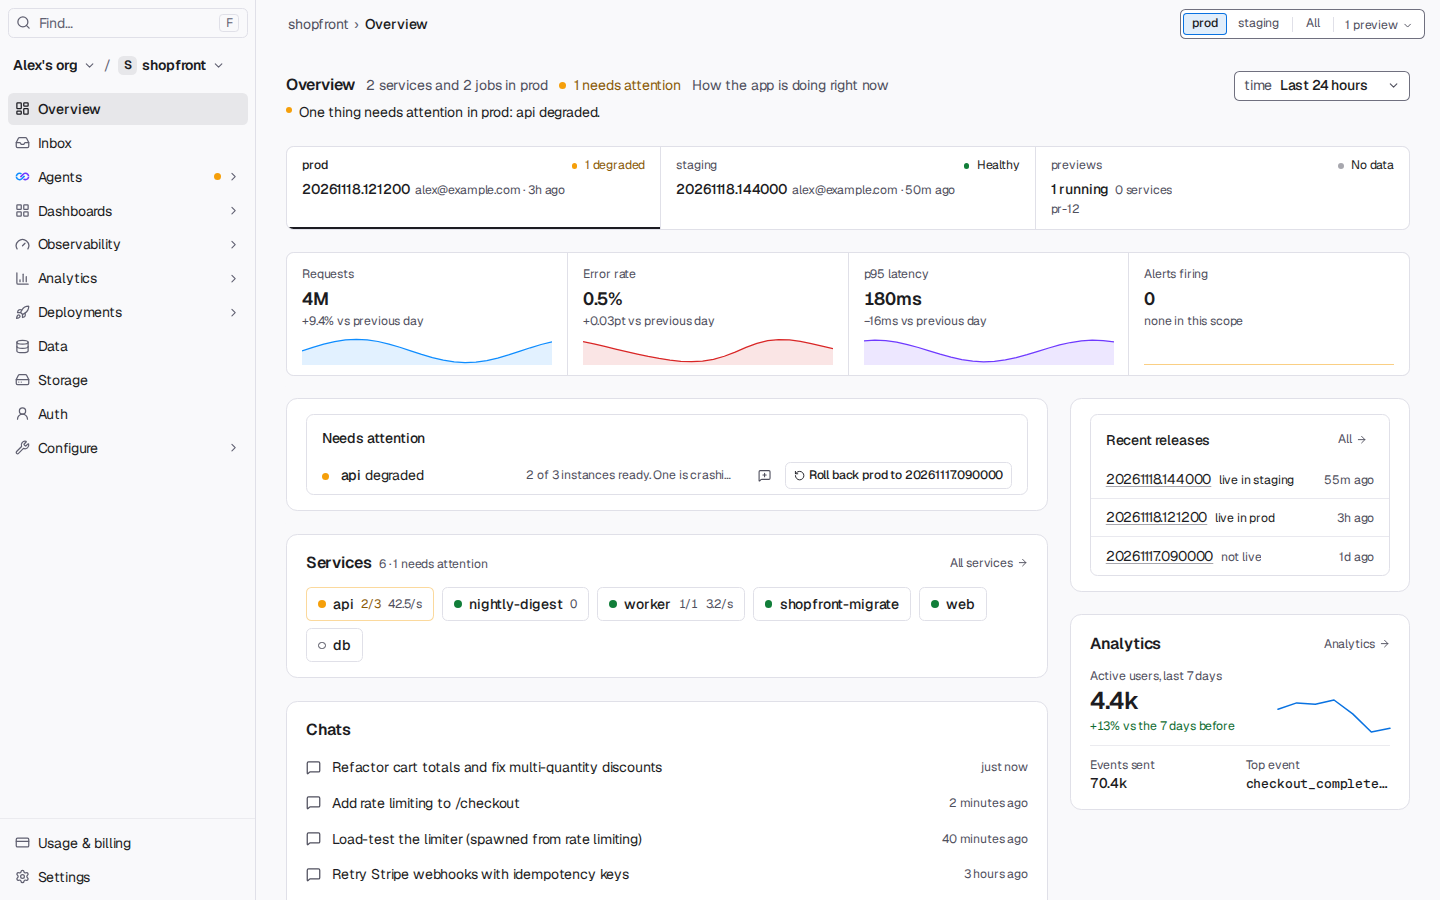 Find...
F
Alex's org / S shopfront
Overview
Inbox
Agents
Dashboards
Observability
Analytics
Deployments
Data
Storage
Auth
Configure
Usage & billing
Settings
shopfront › Overview
prod staging All 1 preview
Overview 2 services and 2 jobs in prod 1 needs attention How the app is doing right now
time Last 24 hours
One thing needs attention in prod: api degraded.
prod 1 degraded
20261118.121200 alex@example.com · 3h ago
staging Healthy
20261118.144000 alex@example.com · 50m ago
previews No data
1 running 0 services
pr-12
Requests
4M
+9.4% vs previous day
Error rate
0.5%
+0.03pt vs previous day
p95 latency
180ms
−16ms vs previous day
Alerts firing
0
none in this scope
Needs attention
api degraded 2 of 3 instances ready. One is crashi... Roll back prod to 20261117.090000
Services 6 · 1 needs attention All services →
api 2/3 42.5/s nightly-digest 0 worker 1/1 3.2/s shopfront-migrate web
db
Chats
Refactor cart totals and fix multi-quantity discounts just now
Add rate limiting to /checkout 2 minutes ago
Load-test the limiter (spawned from rate limiting) 40 minutes ago
Retry Stripe webhooks with idempotency keys 3 hours ago
Recent releases All →
20261118.144000 live in staging 55m ago
20261118.121200 live in prod 3h ago
20261117.090000 not live 1d ago
Analytics Analytics →
Active users, last 7 days
4.4k
+13% vs the 7 days before
Events sent
70.4k
Top event
checkout_complete...